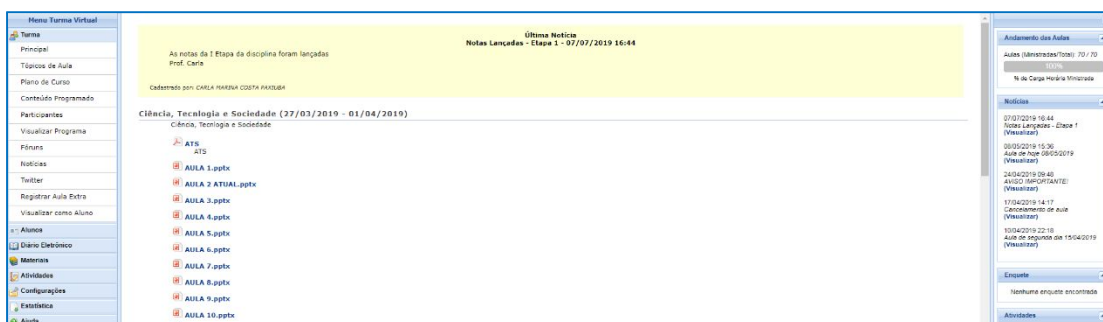 Menu Turma Virtual
Turma
Principal
Tópicos de Aula
Plano de Curso
Conteúdo Programado
Participantes
Visualizar Programa
Fóruns
Notícias
Twitter
Registrar Aula Extra
Visualizar como Aluno
Alunos
Diário Eletrônico
Materiais
Atividades
Configurações
Estatística
Ajuda
Última Notícia
Notas Lançadas - Etapa 1 - 07/07/2019 16:44
As notas da I Etapa da disciplina foram lançadas
Prof. Carla
Cadastrado por: CARLA MARINA COSTA PAXIUBA
Ciência, Tecnlogia e Sociedade (27/03/2019 - 01/04/2019)
Ciência, Tecnlogia e Sociedade
ATS
ATS
AULA 1.pptx
AULA 2 ATUAL.pptx
AULA 3.pptx
AULA 4.pptx
AULA 5.pptx
AULA 6.pptx
AULA 7.pptx
AULA 8.pptx
AULA 9.pptx
AULA 10.pptx
Andamento das Aulas
Aulas (Ministradas/Total): 70 / 70
100%
% de Carga Horária Ministrada
Notícias
07/07/2019 16:44
Notas Lançadas - Etapa 1
(Visualizar)
08/05/2019 15:36
Aula de hoje 08/05/2019
(Visualizar)
24/04/2019 09:48
AVISO IMPORTANTE!
(Visualizar)
17/04/2019 14:17
Cancelamento de aula
(Visualizar)
10/04/2019 22:18
Aula de segunda dia 15/04/2019
(Visualizar)
Enquete
Nenhuma enquete encontrada
Atividades